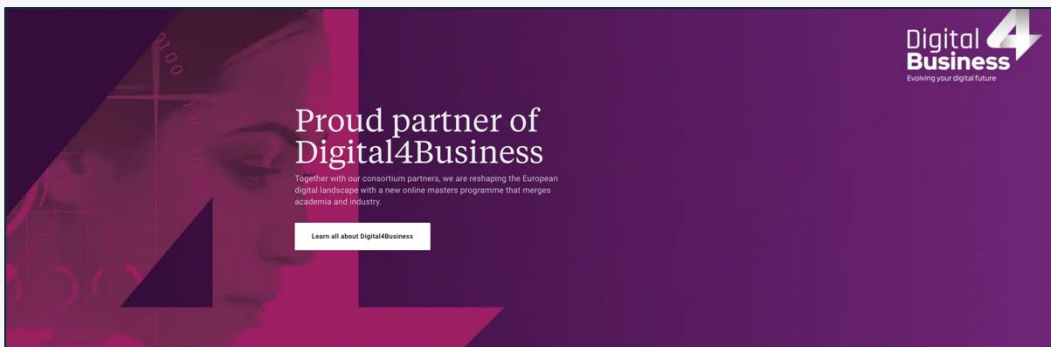 Digital 4
Business
Evolving your digital future
Proud partner of
Digital4Business
Together with our consortium partners, we are reshaping the European
digital landscape with a new online masters programme that merges
academia and industry.
Learn all about Digital4Business